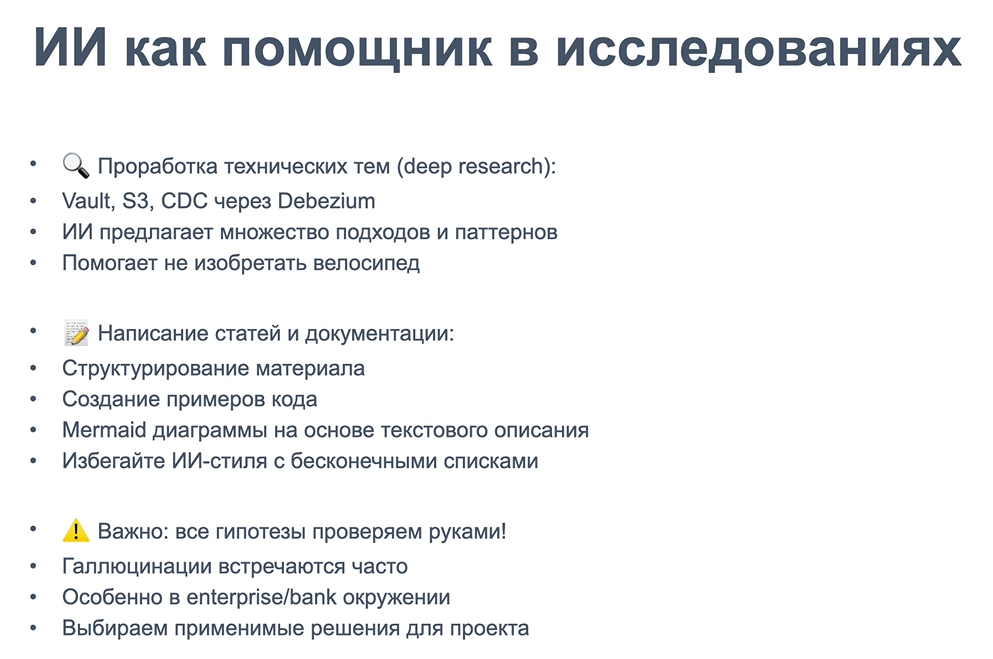 ИИ как помощник в исследованиях
• 🔍 Проработка технических тем (deep research):
• Vault, S3, CDC через Debezium
• ИИ предлагает множество подходов и паттернов
• Помогает не изобретать велосипед
• 📝 Написание статей и документации:
• Структурирование материала
• Создание примеров кода
• Mermaid диаграммы на основе текстового описания
• Избегайте ИИ-стиля с бесконечными списками
• ⚠️ Важно: все гипотезы проверяем руками!
• Галлюцинации встречаются часто
• Особенно в enterprise/bank окружении
• Выбираем применимые решения для проекта